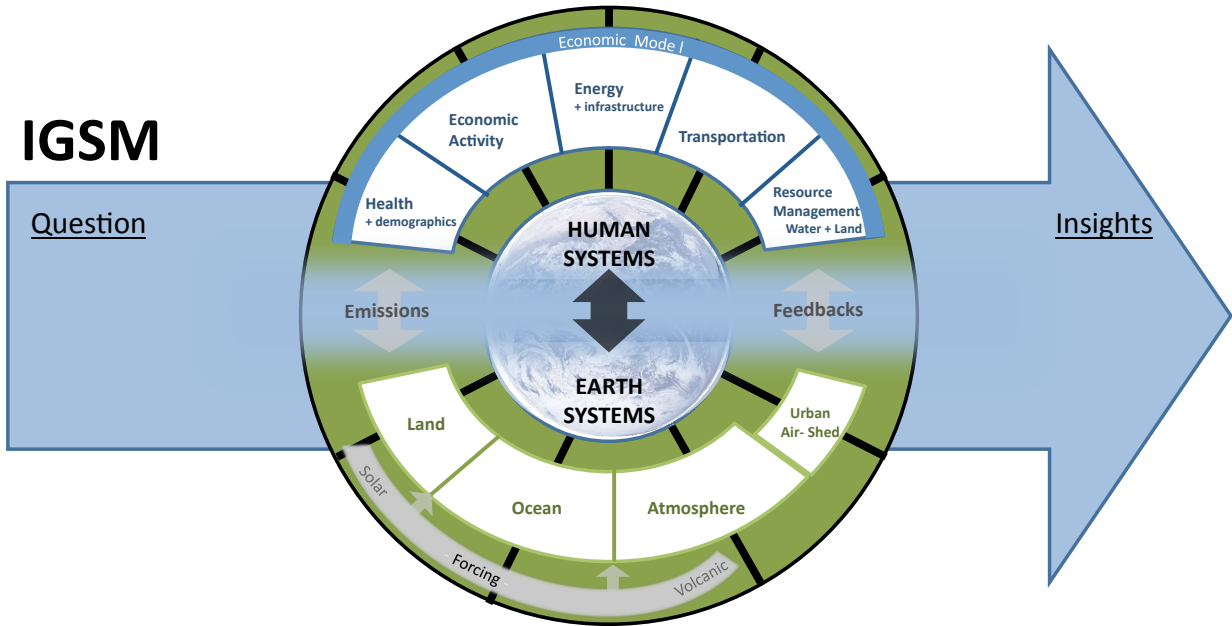 Economic Mode l
IGSM
Question
Health
+ demographics
Economic
Activity
Energy
+ infrastructure
Transportation
Resource
Management
Water + Land
Insights
HUMAN
SYSTEMS
Emissions
Feedbacks
EARTH
SYSTEMS
Land
Ocean
Atmosphere
Urban
Air- Shed
Solar
Forcing
Volcanic